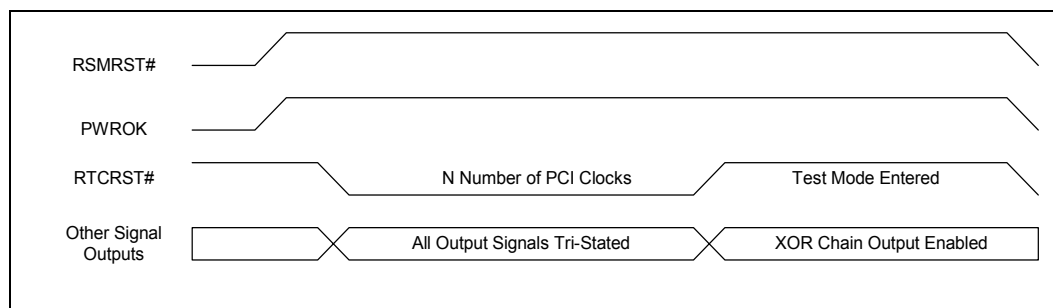 RSMRST#
PWROK
RTCRST#
N Number of PCI Clocks
Test Mode Entered
Other Signal
Outputs
All Output Signals Tri-Stated
XOR Chain Output Enabled